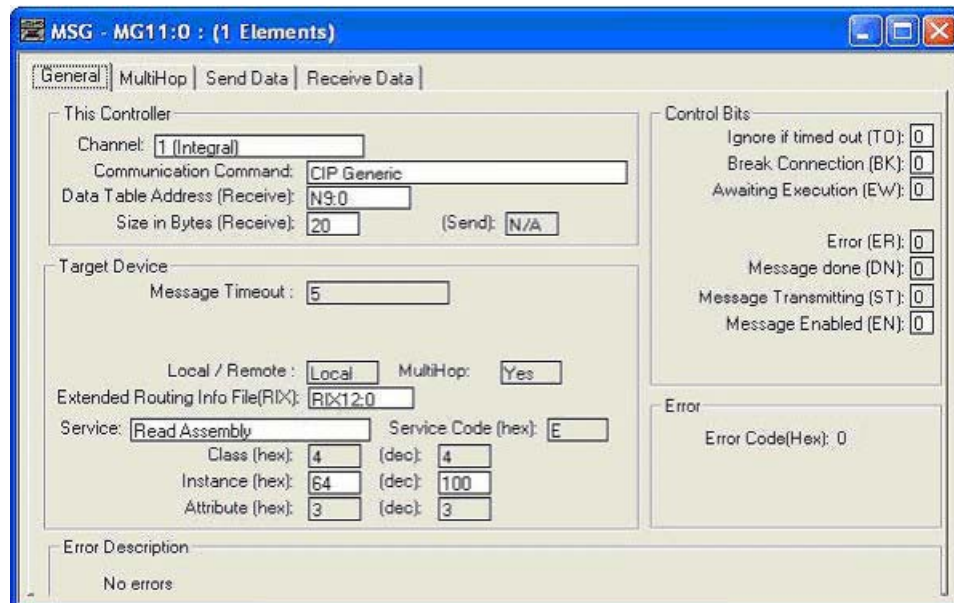 MSG - MG11:0 : (1 Elements)
General MultiHop Send Data Receive Data
This Controller
Channel: 1 (Integral)
Communication Command: CIP Generic
Data Table Address (Receive): N9:0
Size in Bytes (Receive): 20 (Send): N/A
Target Device
Message Timeout : 5
Local / Remote : Local MultiHop: Yes
Extended Routing Info File(RIX): RIX12:0
Service: Read Assembly Service Code (hex): E
Class (hex): 4 (dec): 4
Instance (hex): 64 (dec): 100
Attribute (hex): 3 (dec): 3
Control Bits
Ignore if timed out (TO): 0
Break Connection (BK): 0
Awaiting Execution (EW): 0
Error (ER): 0
Message done (DN): 0
Message Transmitting (ST): 0
Message Enabled (EN): 0
Error
Error Code(Hex): 0
Error Description
No errors